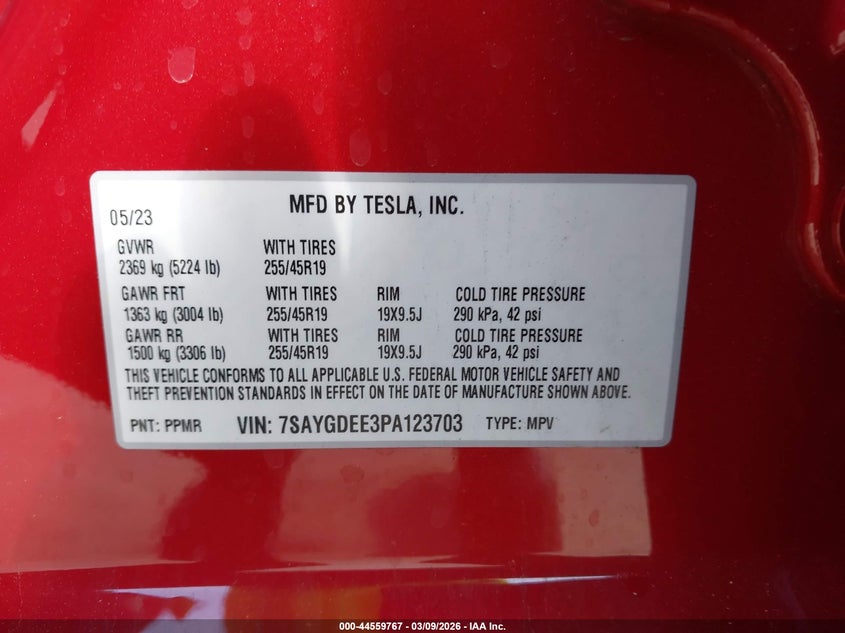 MFD BY TESLA, INC.
05/23
GVWR WITH TIRES
2369 kg (5224 lb) 255/45R19
GAWR FRT WITH TIRES RIM COLD TIRE PRESSURE
1363 kg (3004 lb) 255/45R19 19X9.5J 290 kPa, 42 psi
GAWR RR WITH TIRES RIM COLD TIRE PRESSURE
1500 kg (3306 lb) 255/45R19 19X9.5J 290 kPa, 42 psi
THIS VEHICLE CONFORMS TO ALL APPLICABLE U.S. FEDERAL MOTOR VEHICLE SAFETY AND
THEFT PREVENTION STANDARDS IN EFFECT ON THE DATE OF MANUFACTURE SHOWN ABOVE.
PNT: PPMR VIN: 7SAYGDEE3PA123703 TYPE: MPV
000-44559767 | 03/09/2026 - IAA Inc.